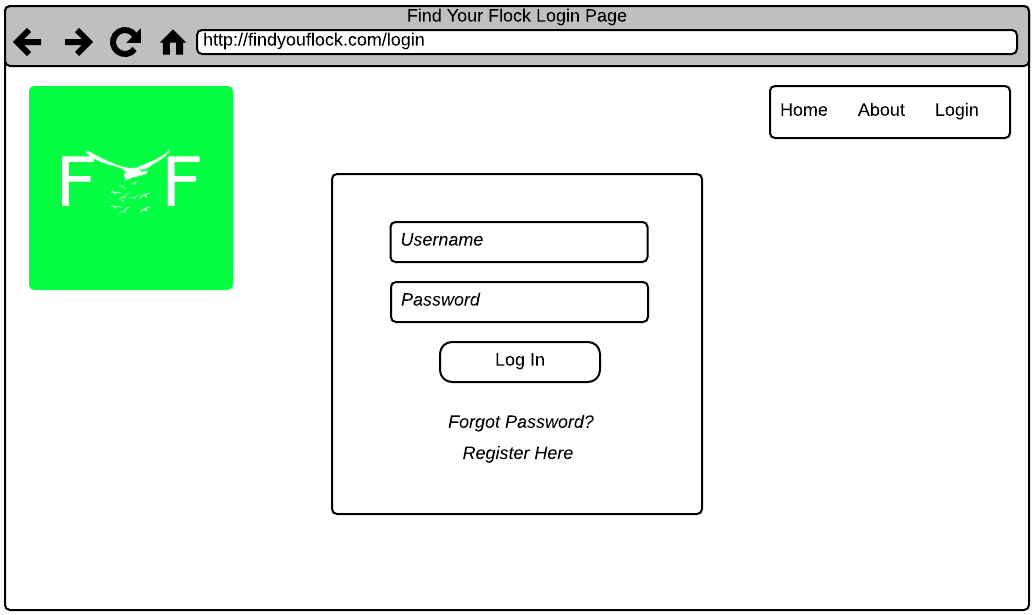 Find Your Flock Login Page
http://findyouflock.com/login
Home About Login
F F
Username
Password
Log In
Forgot Password?
Register Here